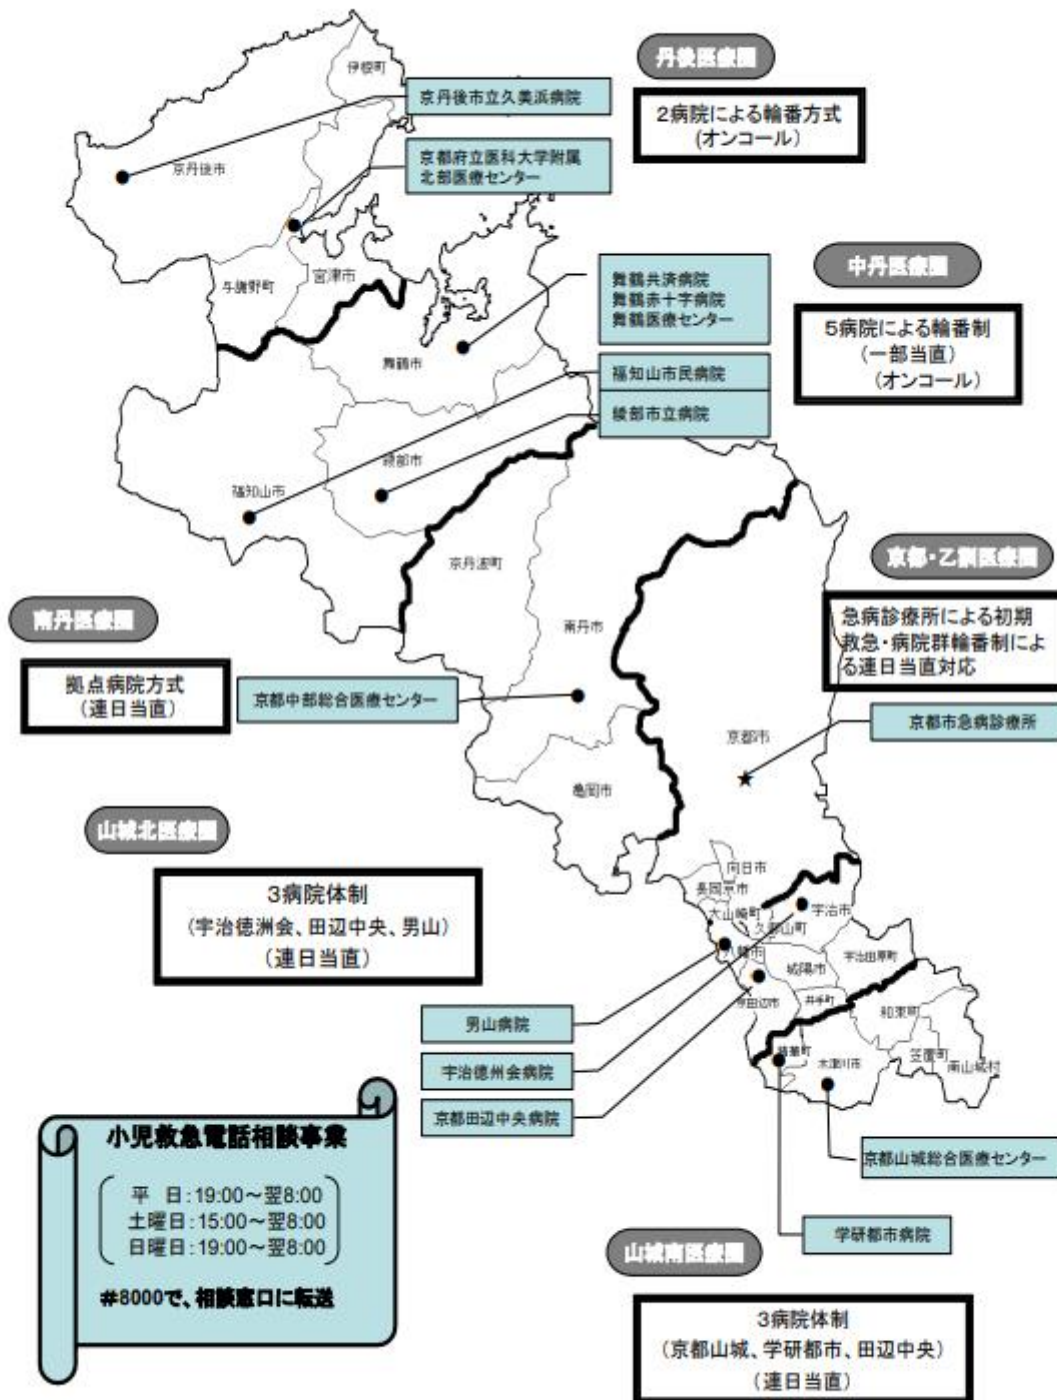 丹後医療圏
伊根町
京丹後市立久美浜病院
2病院による輪番方式
(オンコール)
京丹後市
京都府立医科大学附属
北部医療センター
中丹医療圏
与謝野町
宮津市
舞鶴共済病院
舞鶴赤十字病院
舞鶴医療センター
5病院による輪番制
(一部当直)
(オンコール)
舞鶴市
福知山市民病院
綾部市立病院
綾部市
福知山市
京都・乙訓医療圏
京丹波町
南丹医療圏
急病診療所による初期
救急・病院群輪番制によ
る連日当直対応
南丹市
拠点病院方式
(連日当直)
京都中部総合医療センター
京都市急病診療所
京都市
亀岡市
山城北医療圏
向日市
長岡京市
大山崎町
宇治市
久御山町
3病院体制
(宇治徳洲会、田辺中央、男山)
(連日当直)
八幡市
城陽市
宇治田原町
京田辺市
井手町
和束町
男山病院
精華町
木津川市
笠置町
南山城村
宇治徳州会病院
京都田辺中央病院
小児救急電話相談事業
平 日:19:00~翌8:00
土曜日:15:00~翌8:00
日曜日:19:00~翌8:00
#8000で、相談窓口に転送
京都山城総合医療センター
学研都市病院
山城南医療圏
3病院体制
(京都山城、学研都市、田辺中央)
(連日当直)